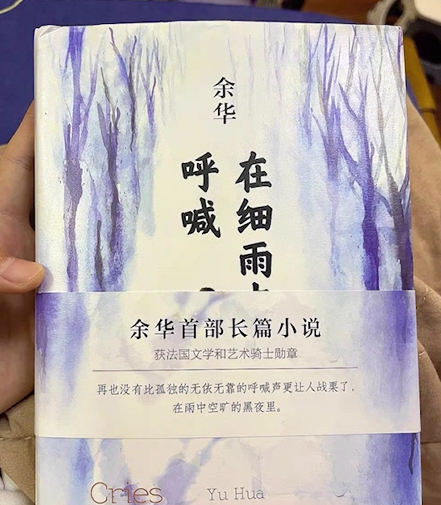 余华
在细雨中
呼喊
余华首部长篇小说
获法国文学和艺术骑士勋章
再也没有比孤独的无依无靠的呼喊声更让人战栗了，
在雨中空旷的黑夜里。
Cries
Yu Hua